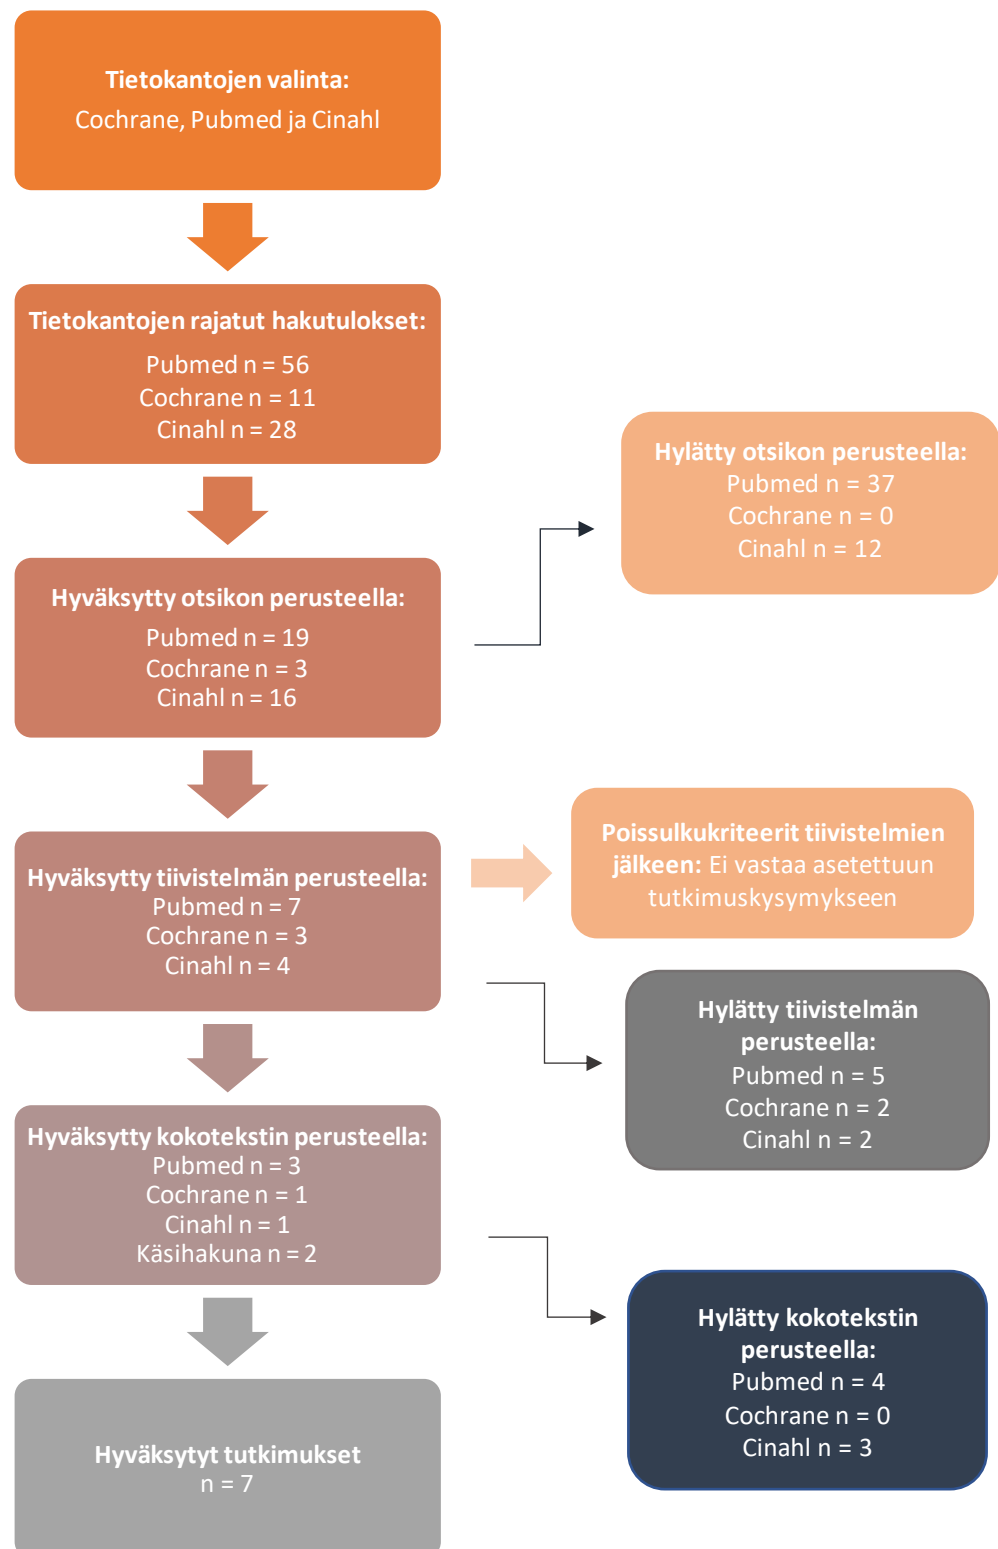 Tietokantojen valinta:
Cochrane, Pubmed ja Cinahl
Tietokantojen rajatut hakutulokset:
Pubmed n = 56
Cochrane n = 11
Cinahl n = 28
Hylätty otsikon perusteella:
Pubmed n = 37
Cochrane n = 0
Cinahl n = 12
Hyväksytty otsikon perusteella:
Pubmed n = 19
Cochrane n = 3
Cinahl n = 16
Hyväksytty tiivistelmän perusteella:
Pubmed n = 7
Cochrane n = 3
Cinahl n = 4
Poissulkukriteerit tiivistelmien
jälkeen: Ei vastaa asetettuun
tutkimuskysymykseen
Hylätty tiivistelmän
perusteella:
Pubmed n = 5
Cochrane n = 2
Cinahl n = 2
Hyväksytty kokotekstin perusteella:
Pubmed n = 3
Cochrane n = 1
Cinahl n = 1
Käsihakuna n = 2
Hylätty kokotekstin
perusteella:
Pubmed n = 4
Cochrane n = 0
Cinahl n = 3
Hyväksytyt tutkimukset
n = 7